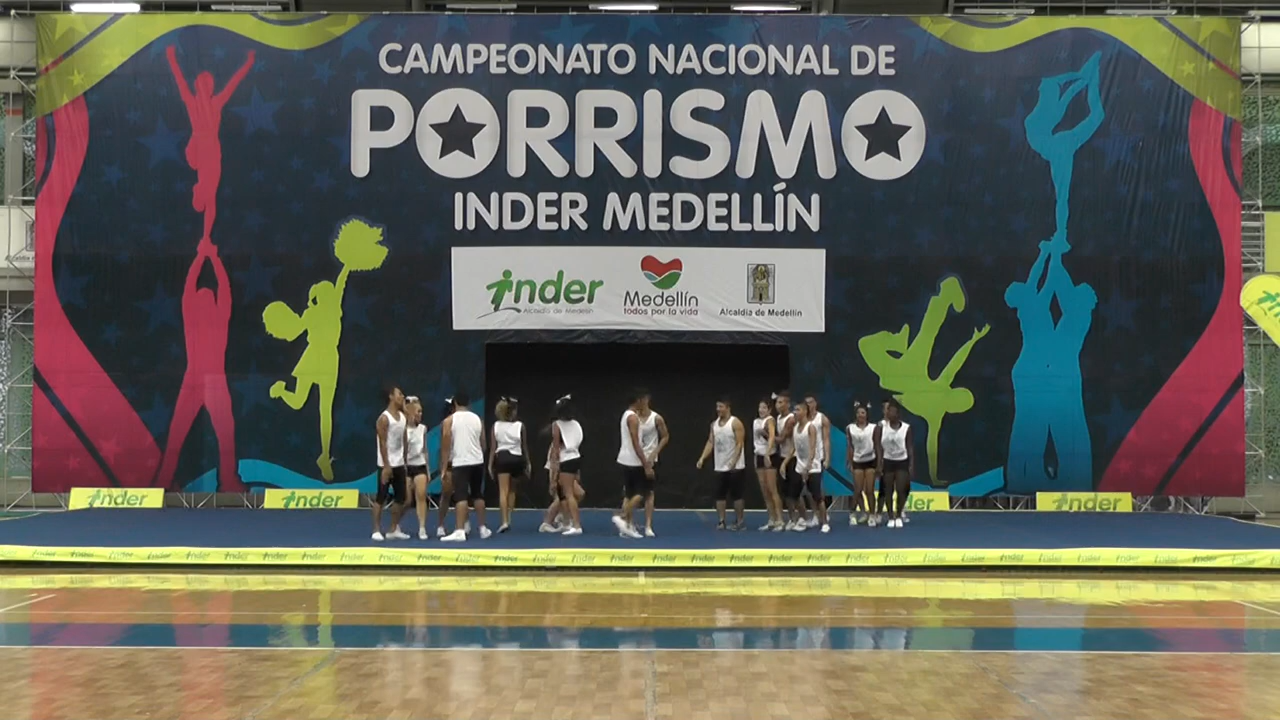 CAMPEONATO NACIONAL DE
PORRISMO
INDER MEDELLÍN
inder
Alcaldía de Medellín
Medellín
todos por la vida
Alcaldía de Medellín
inder
inder
inder
inder